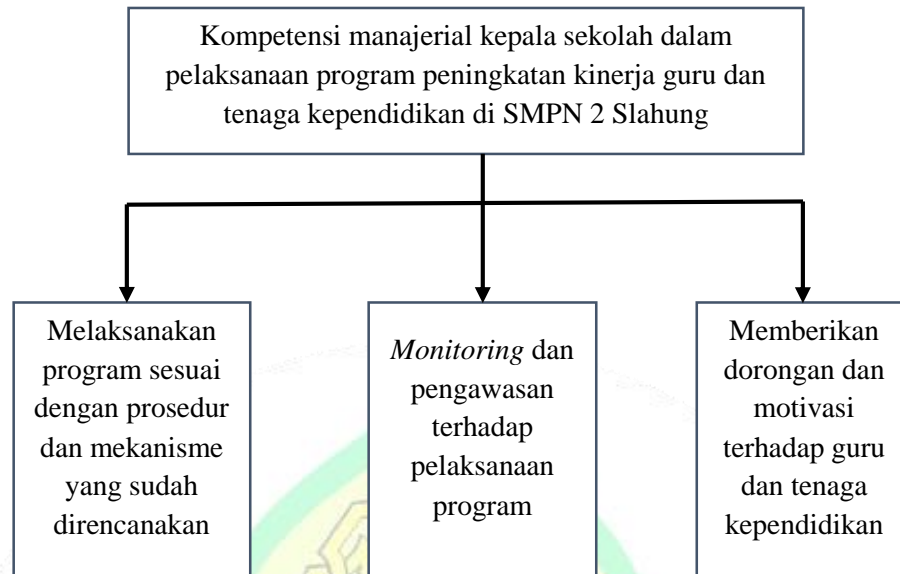 Kompetensi manajerial kepala sekolah dalam
pelaksanaan program peningkatan kinerja guru dan
tenaga kependidikan di SMPN 2 Slahung
Melaksanakan
program sesuai
dengan prosedur
dan mekanisme
yang sudah
direncanakan
Monitoring dan
pengawasan
terhadap
pelaksanaan
program
Memberikan
dorongan dan
motivasi
terhadap guru
dan tenaga
kependidikan